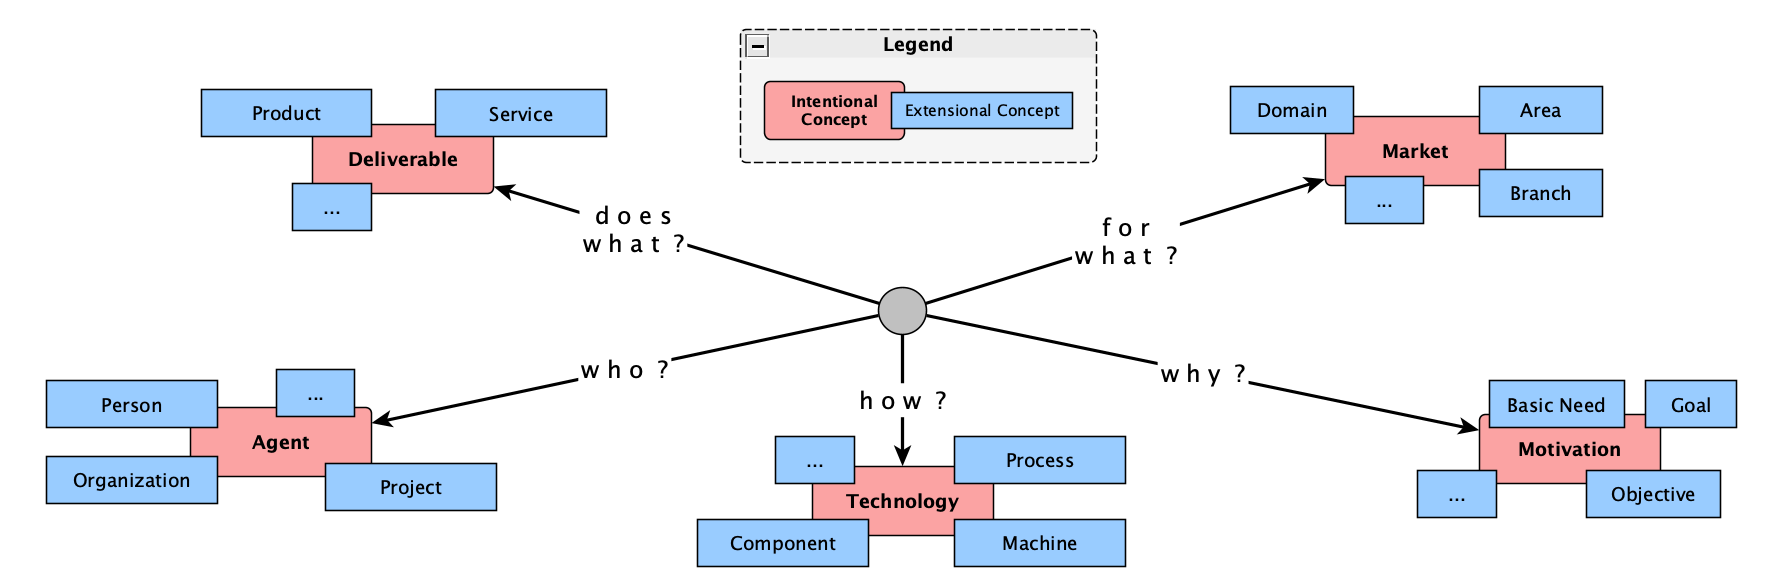 Legend
Intentional
Concept
Extensional Concept
Product
Service
Deliverable
...
Domain
Area
Market
...
Branch
does
what ?
for
what ?
who ?
how ?
why ?
Person
...
Agent
Organization
Project
...
Process
Technology
Component
Machine
Basic Need
Goal
Motivation
...
Objective